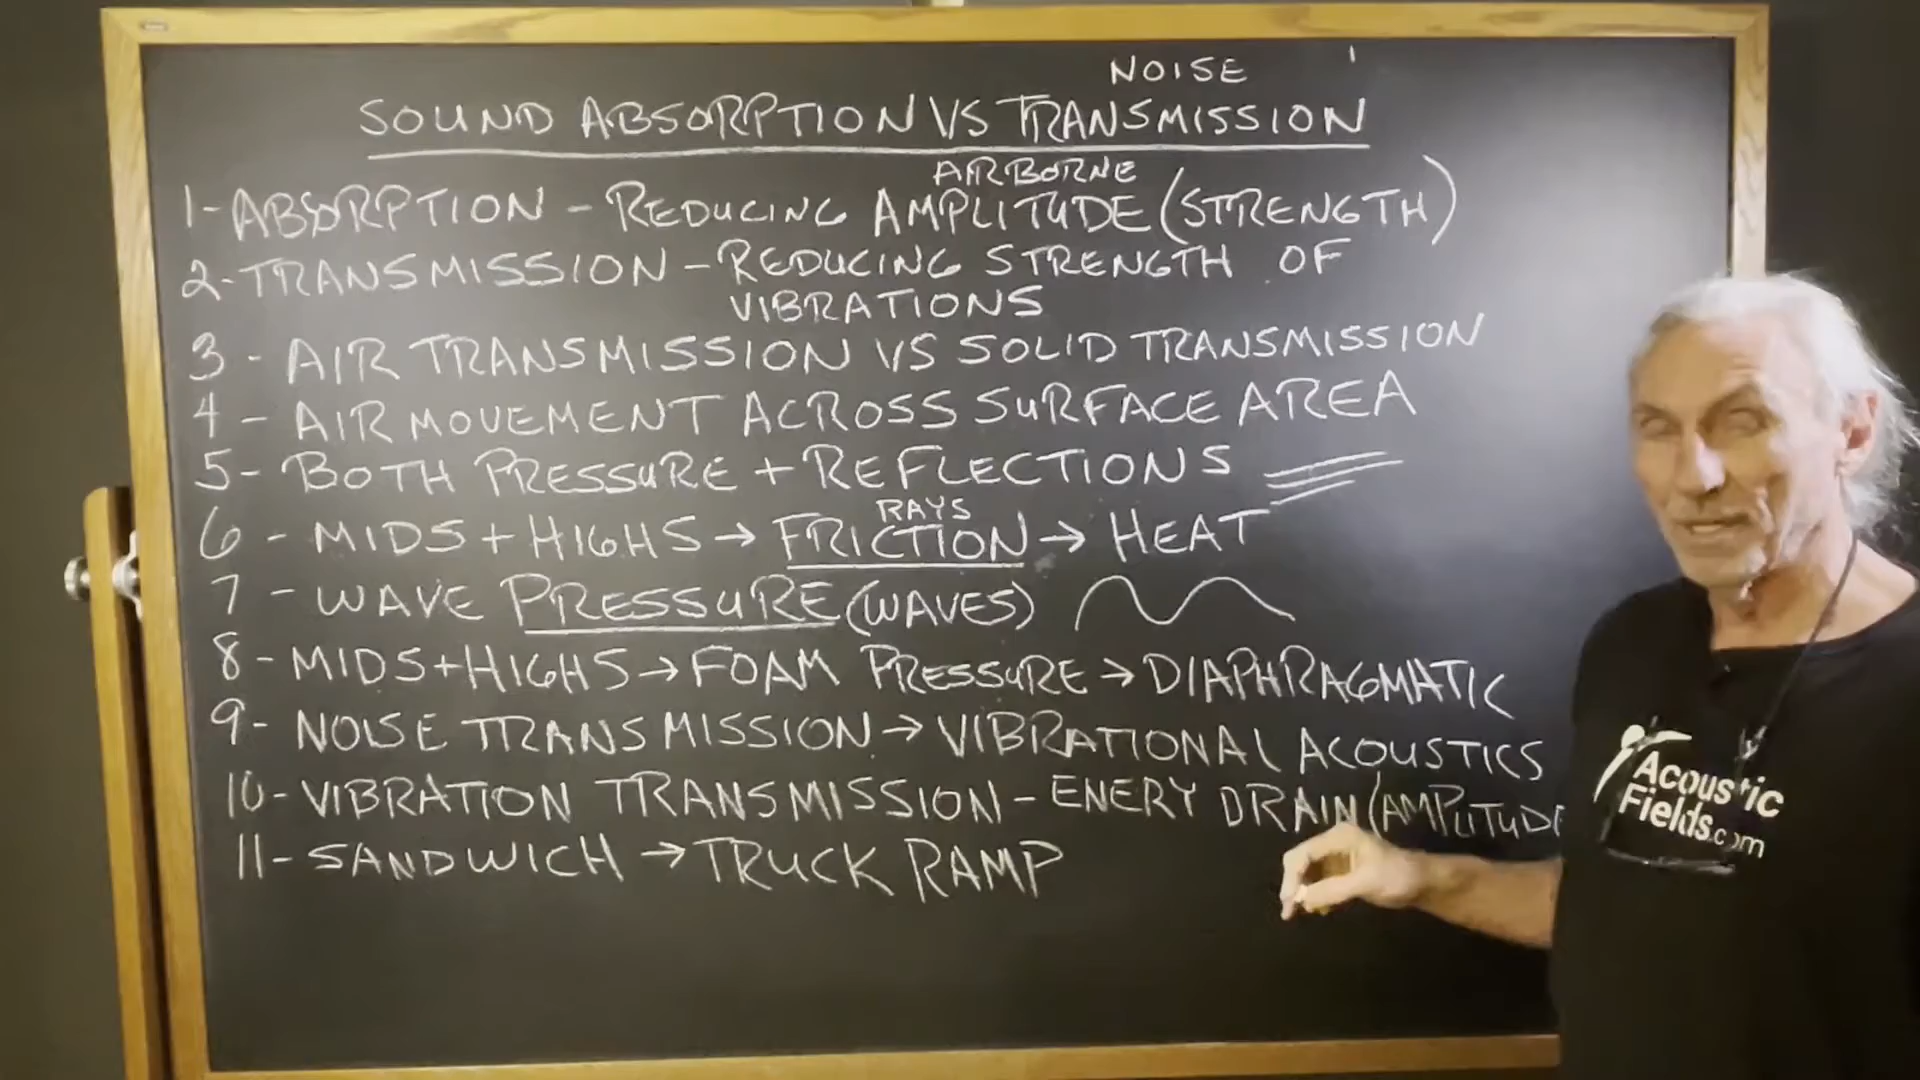 NOISE
SOUND ABSORPTION VS TRANSMISSION
AIRBORNE
1-ABSORPTION - REDUCING AMPLITUDE (STRENGTH)
2-TRANSMISSION - REDUCING STRENGTH OF
VIBRATIONS
3 - AIR TRANSMISSION VS SOLID TRANSMISSION
4 - AIR MOVEMENT ACROSS SURFACE AREA
5 - BOTH PRESSURE + REFLECTIONS
RAYS
6 - MIDS + HIGHS → FRICTION → HEAT
7 - WAVE PRESSURE (WAVES)
8 - MIDS + HIGHS → FOAM PRESSURE → DIAPHRAGMATIC
9 - NOISE TRANSMISSION → VIBRATIONAL ACOUSTICS
10 - VIBRATION TRANSMISSION - ENERY DRAIN (AMPLITUDE
11 - SANDWICH → TRUCK RAMP
Acoustic
Fields.com